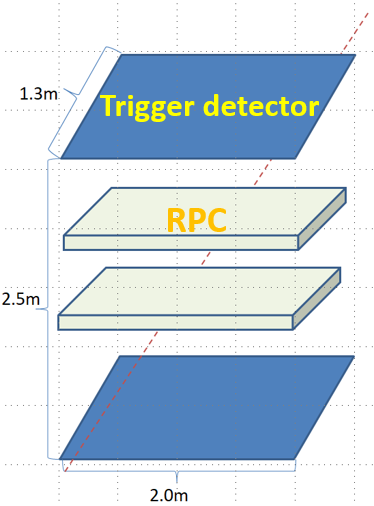 1.3m
Trigger detector
RPC
2.5m
2.0m